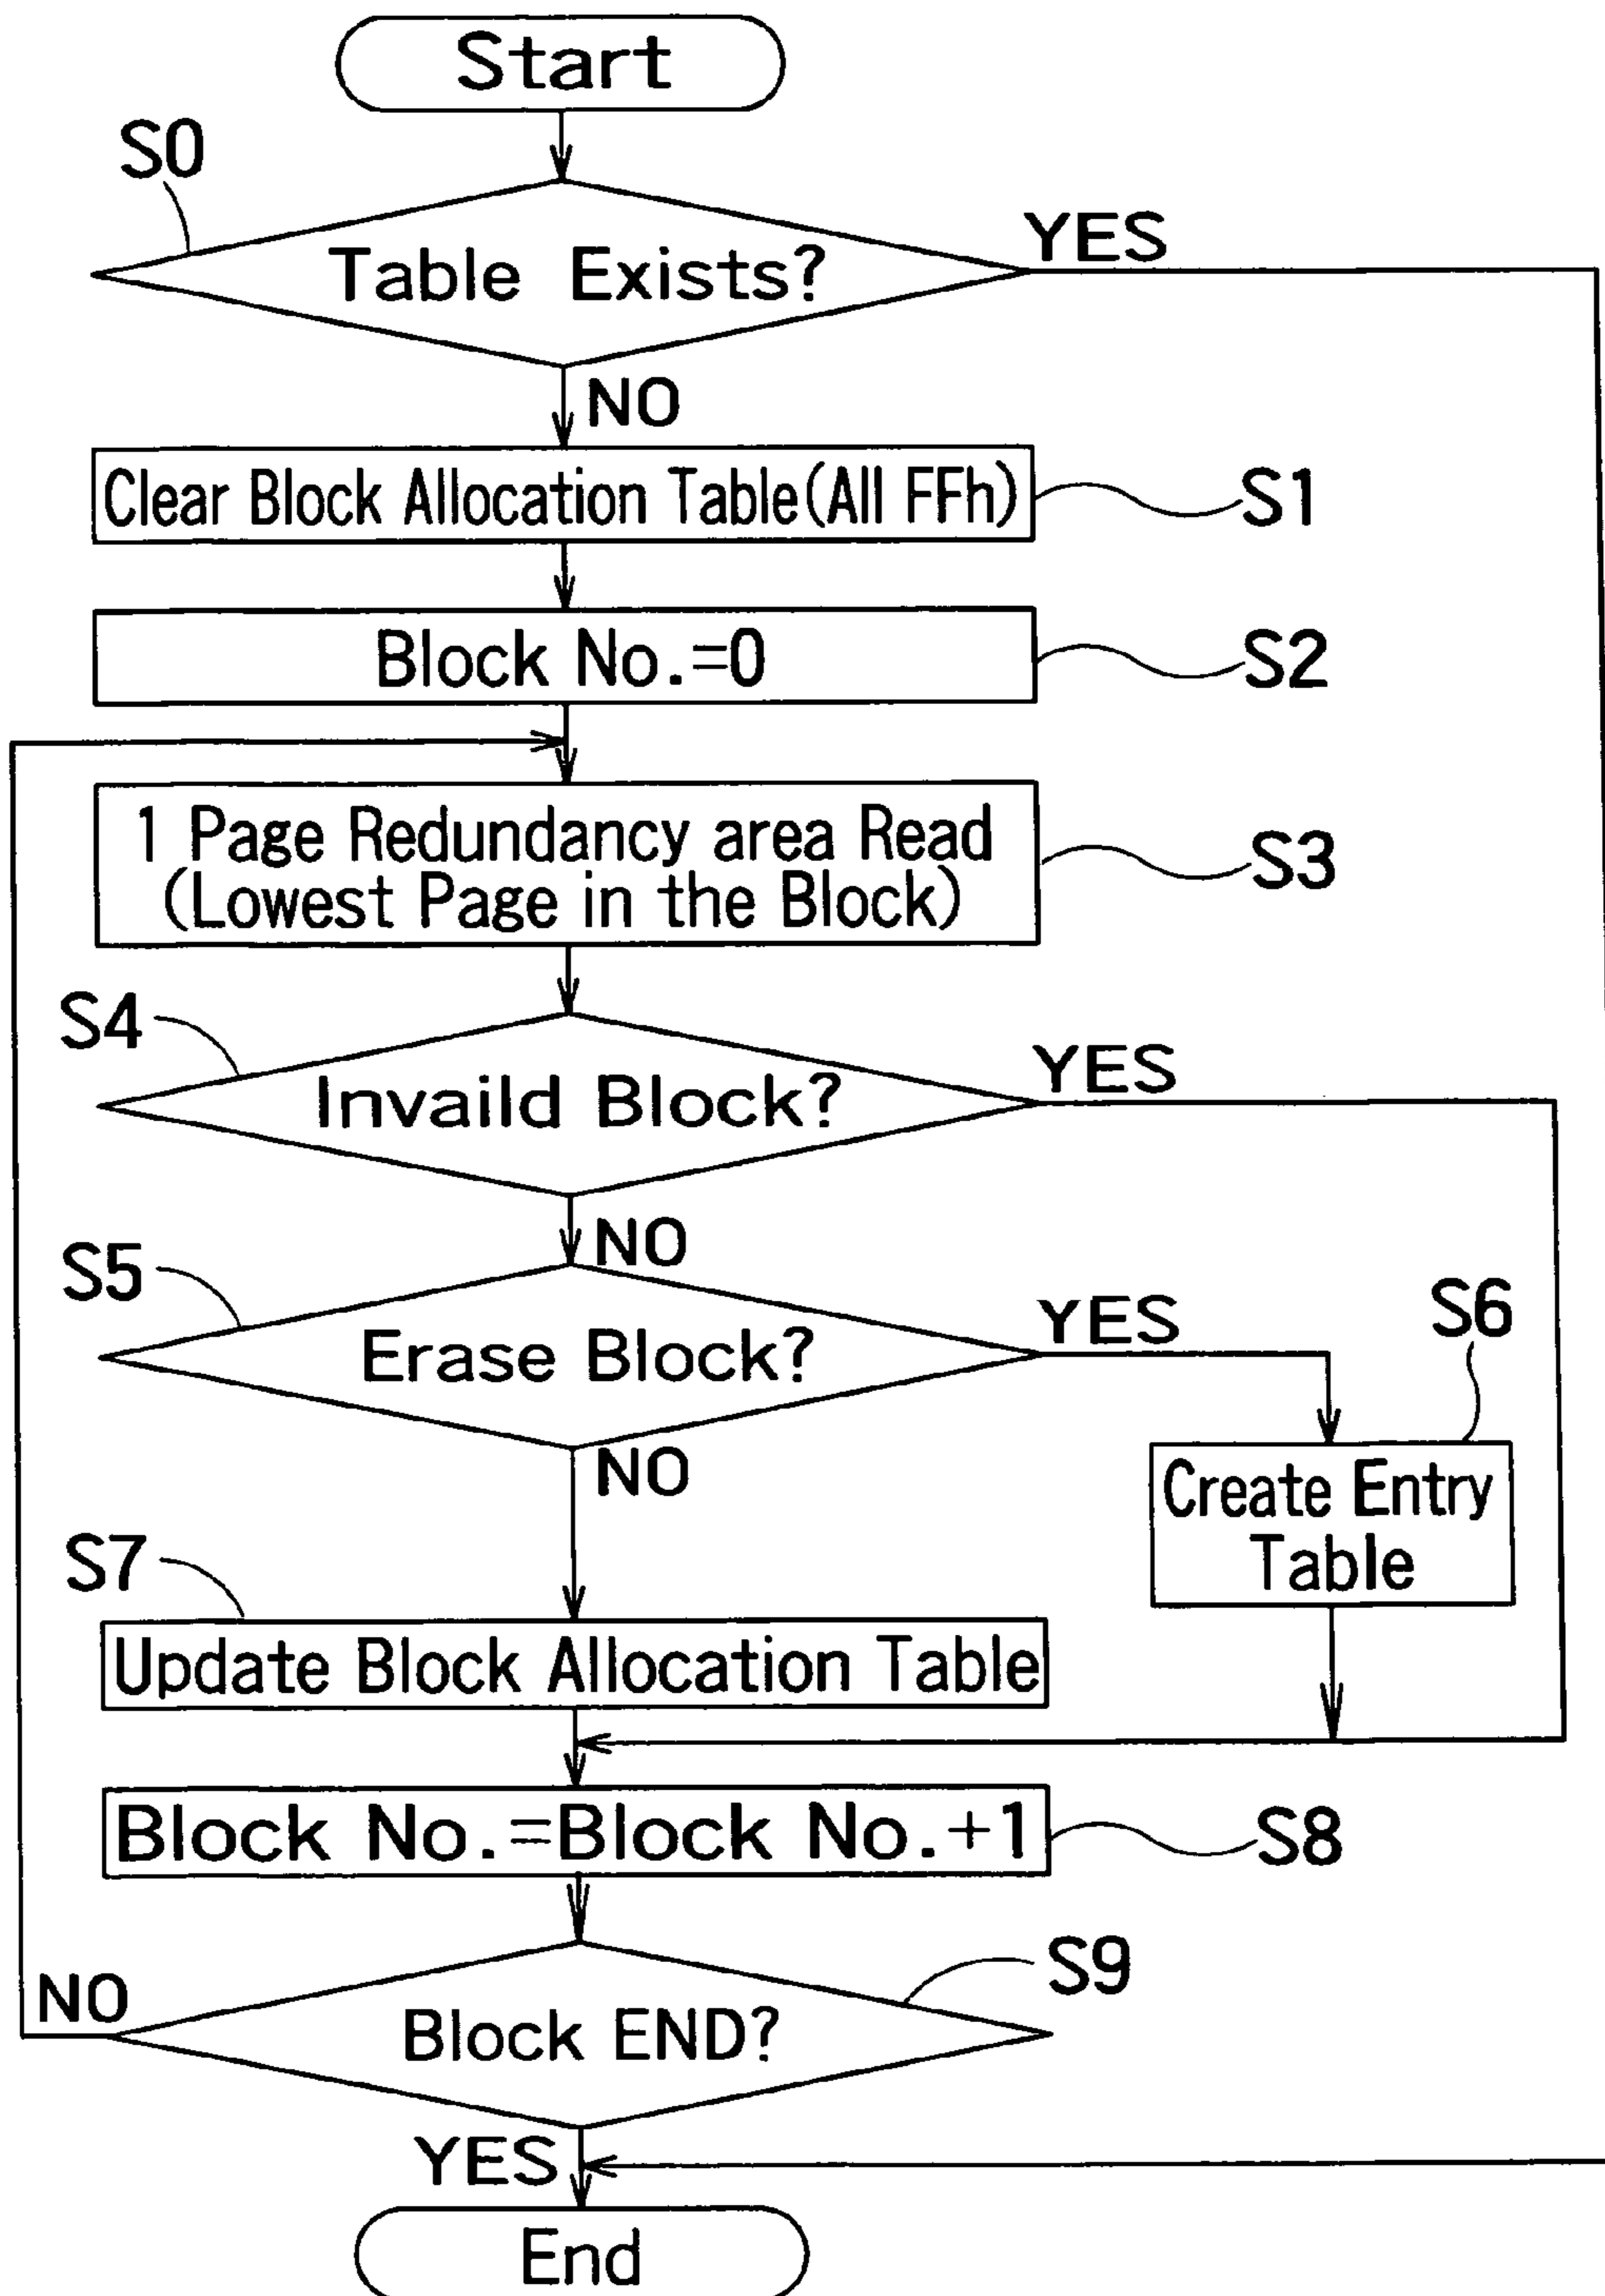 Start
S0
Table Exists?
YES
NO
Clear Block Allocation Table(All FFh)
S1
Block No.=0
S2
1 Page Redundancy area Read
(Lowest Page in the Block)
S3
S4
Invaild Block?
YES
NO
S5
Erase Block?
YES
S6
NO
Create Entry
Table
S7
Update Block Allocation Table
Block No.=Block No.+1
S8
S9
NO
Block END?
YES
End